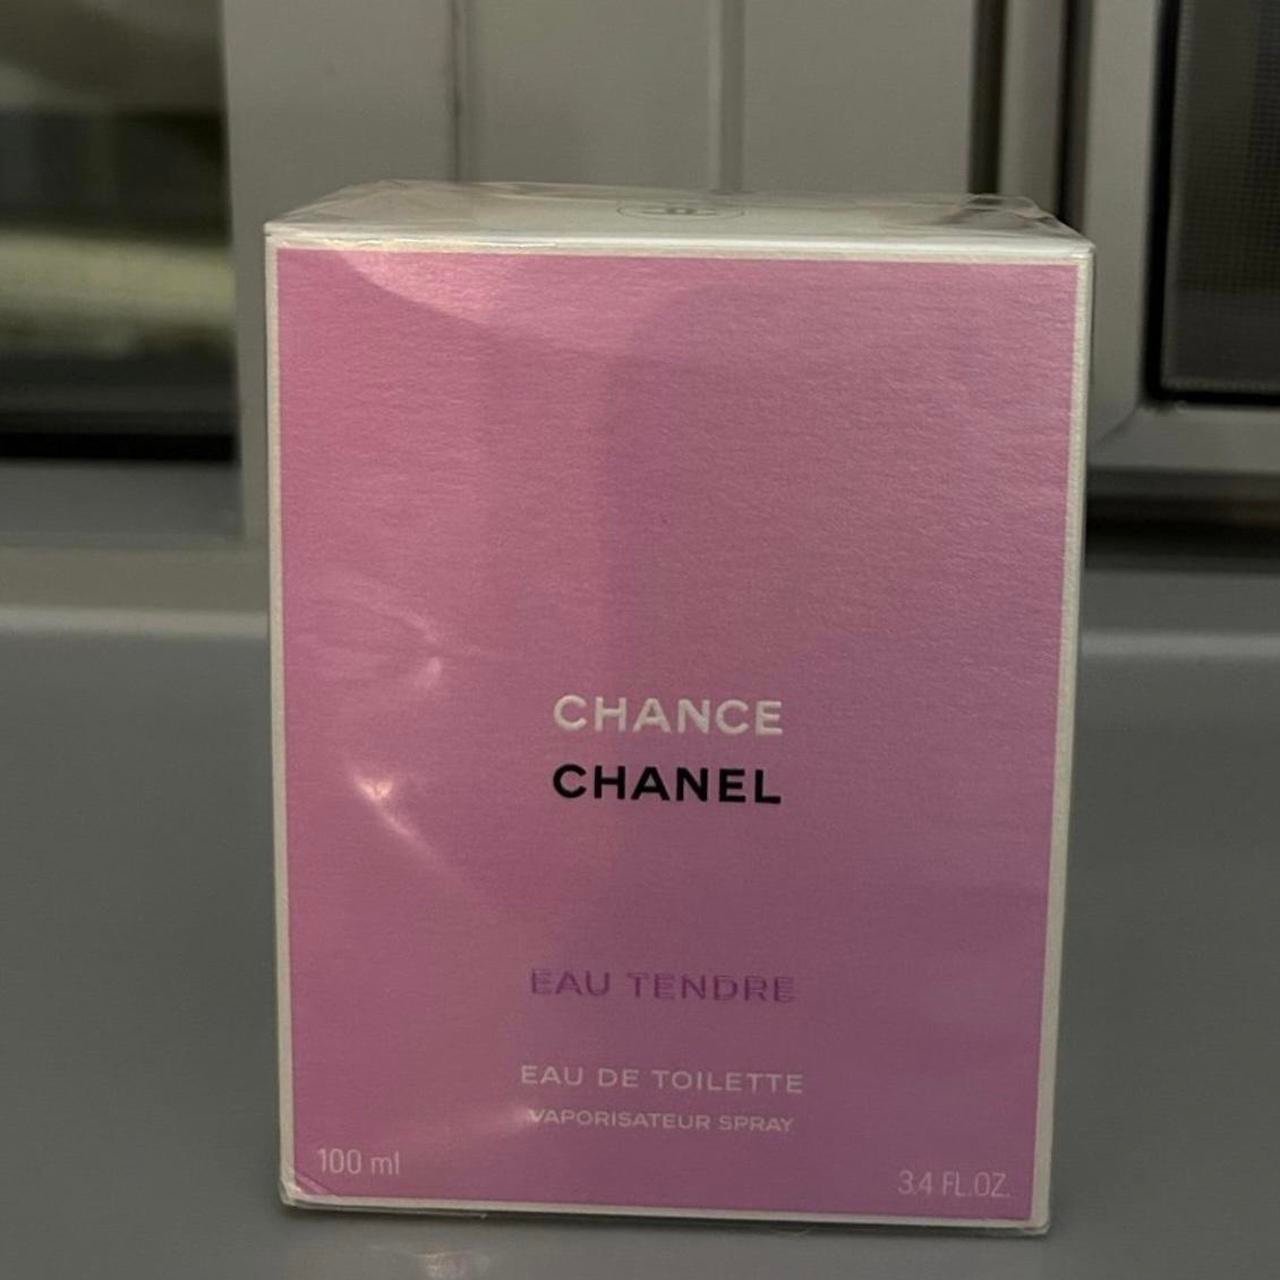 CHANCE
CHANEL
EAU TENDRE
EAU DE TOILETTE
VAPORISATEUR SPRAY
100 ml
3.4 FL.OZ.